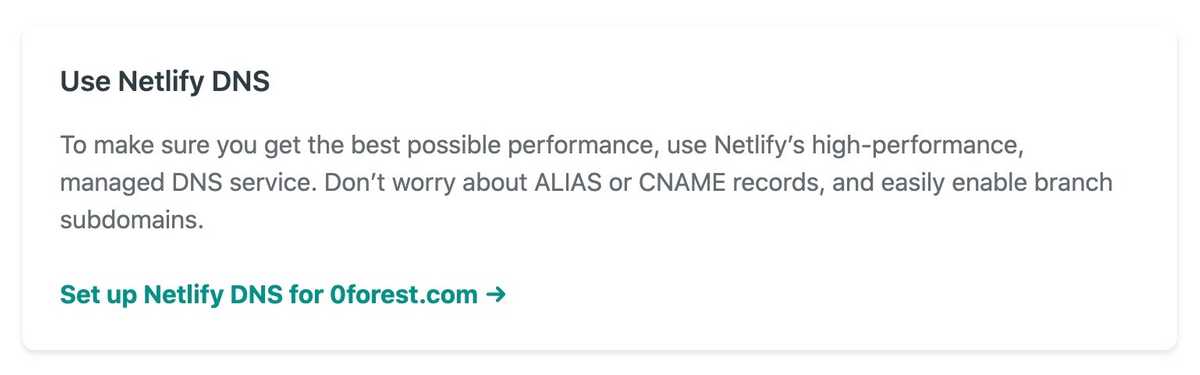 Use Netlify DNS
To make sure you get the best possible performance, use Netlify’s high-performance,
managed DNS service. Don’t worry about ALIAS or CNAME records, and easily enable branch
subdomains.
Set up Netlify DNS for 0forest.com →